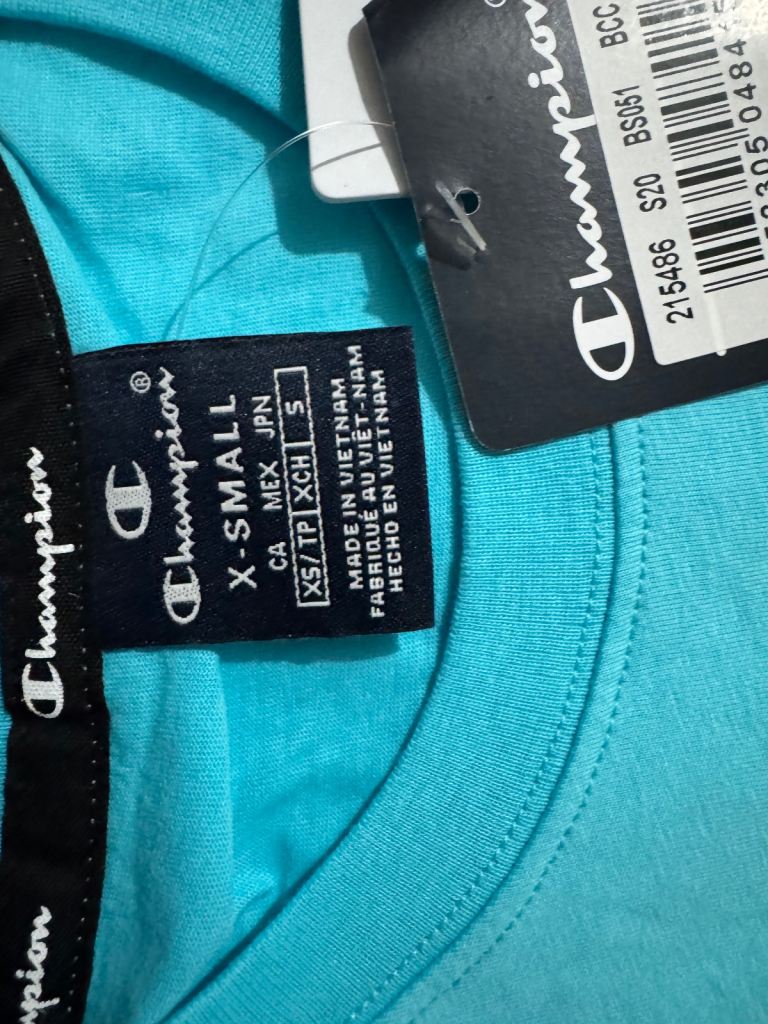 Champion
215486 S20 BS051 BCC
Champion®
X-SMALL
CA MEX JPN
XS/TP XCH S
MADE IN VIETNAM
FABRIQUÉ AU VIÊT-NAM
HECHO EN VIETNAM
Champion